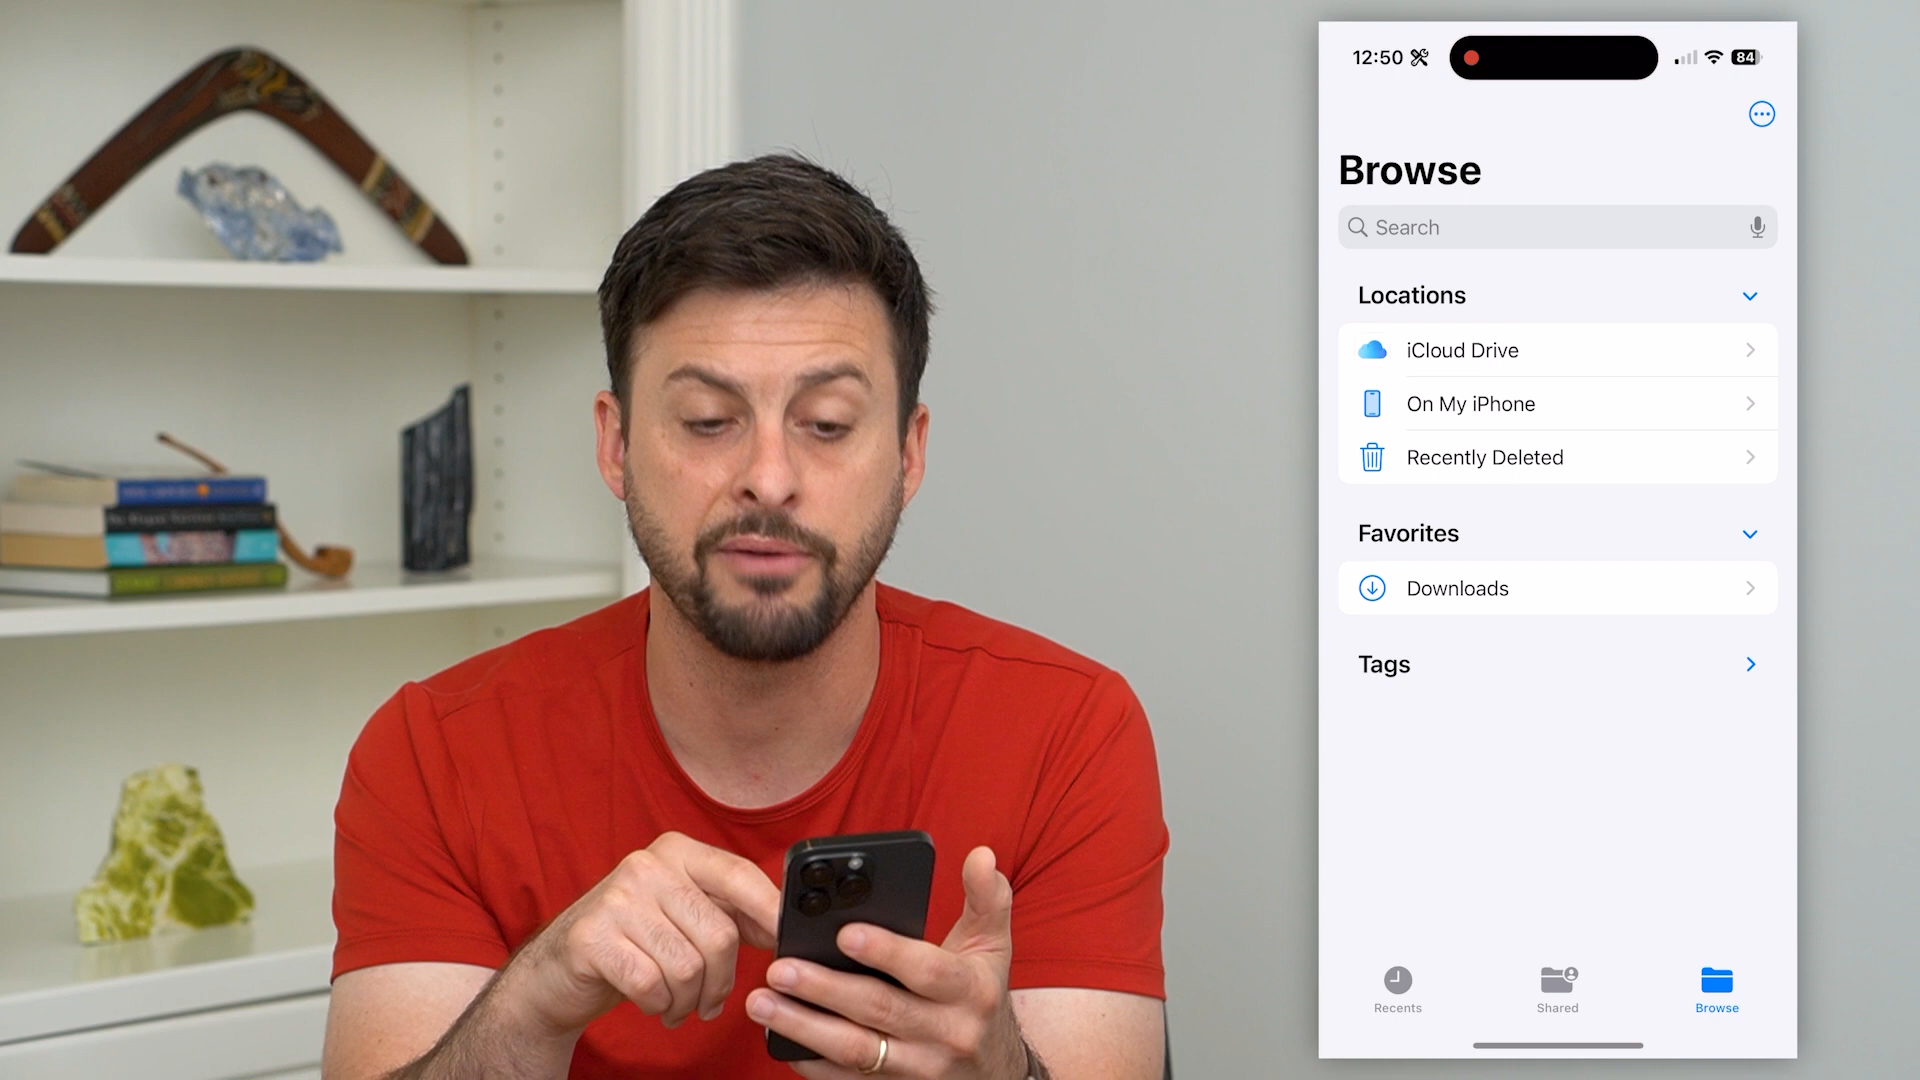 12:50
84
Browse
Search
Locations
iCloud Drive
On My iPhone
Recently Deleted
Favorites
Downloads
Tags
Recents
Shared
Browse